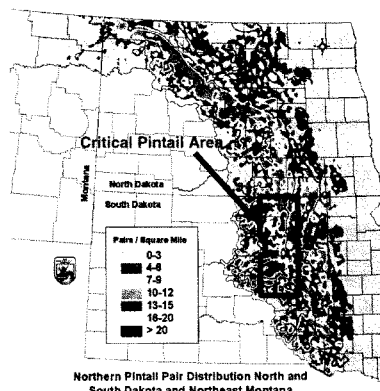 Critical Pintail Area
Montana
North Dakota
South Dakota
Pairs / Square Mile
0-3
4-6
7-9
10-12
13-15
16-20
> 20
Northern Pintail Pair Distribution North and
South Dakota and Northeast Montana